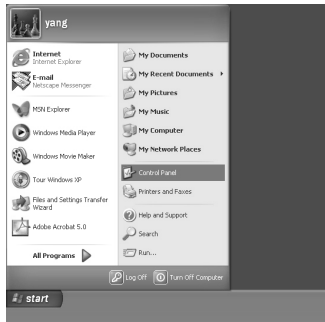 yang
Internet
Internet Explorer
E-mail
Netscape Messenger
MSN Explorer
Windows Media Player
Windows Movie Maker
Tour Windows XP
Files and Settings Transfer
Wizard
Adobe Acrobat 5.0
All Programs
My Documents
My Recent Documents
My Pictures
My Music
My Computer
My Network Places
Control Panel
Printers and Faxes
Help and Support
Search
Run...
Log Off
Turn Off Computer
start